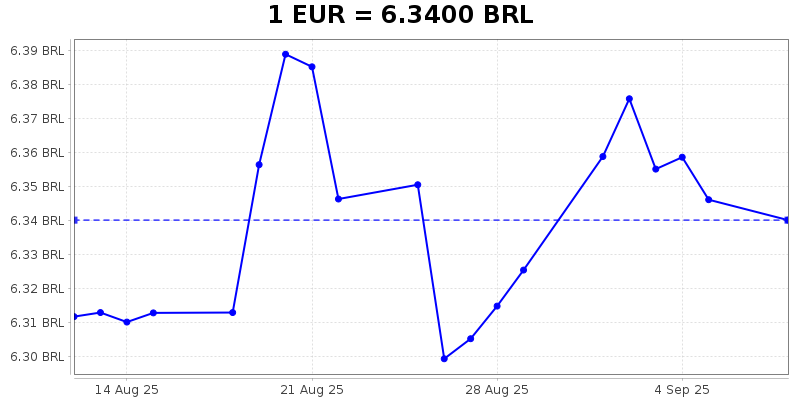 1 EUR = 6.3400 BRL
6.39 BRL
6.38 BRL
6.37 BRL
6.36 BRL
6.35 BRL
6.34 BRL
6.33 BRL
6.32 BRL
6.31 BRL
6.30 BRL
14 Aug 25
21 Aug 25
28 Aug 25
4 Sep 25